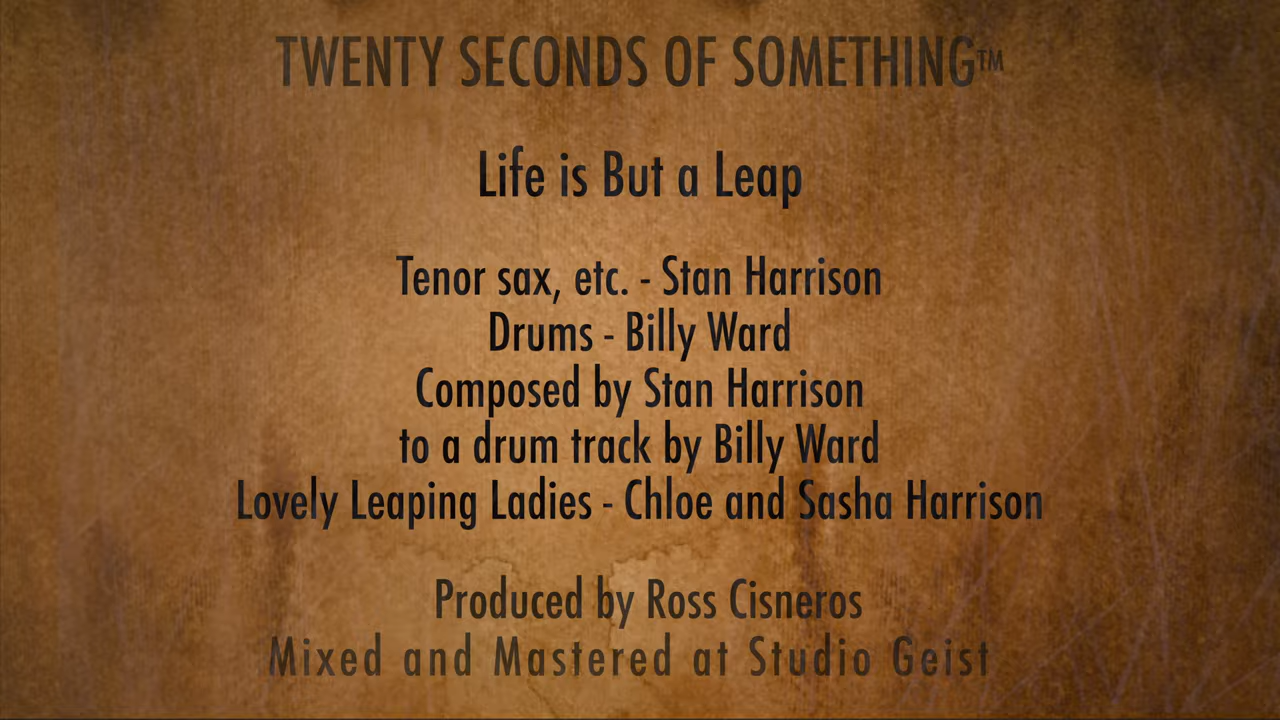 TWENTY SECONDS OF SOMETHING™
Life is But a Leap
Tenor sax, etc. - Stan Harrison
Drums - Billy Ward
Composed by Stan Harrison
to a drum track by Billy Ward
Lovely Leaping Ladies - Chloe and Sasha Harrison
Produced by Ross Cisneros
Mixed and Mastered at Studio Geist